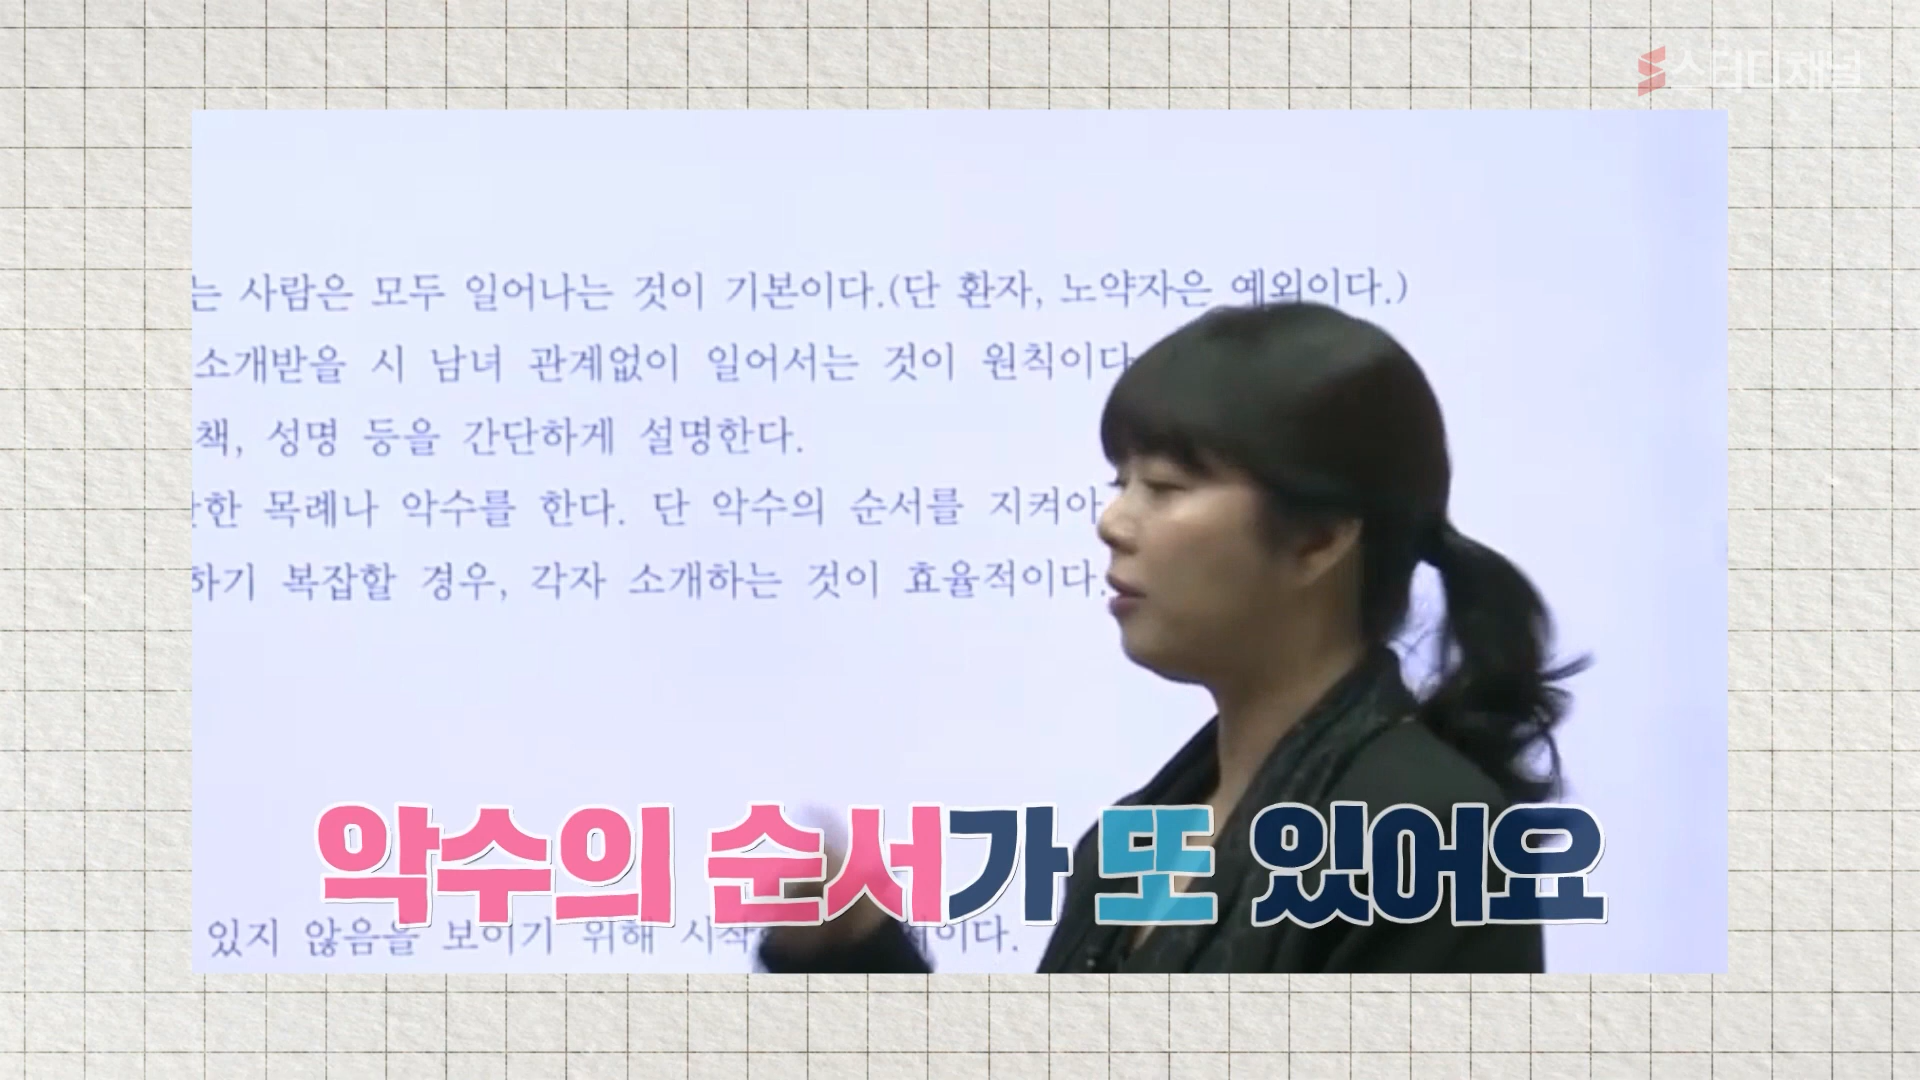 스터디채널
는 사람은 모두 일어나는 것이 기본이다.(단 환자, 노약자은 예외이다.)
소개받을 시 남녀 관계없이 일어서는 것이 원칙이다
책, 성명 등을 간단하게 설명한다.
한 목례나 악수를 한다. 단 악수의 순서를 지켜야
하기 복잡할 경우, 각자 소개하는 것이 효율적이다.
악수의 순서가 또 있어요
있지 않음을 보이기 위해